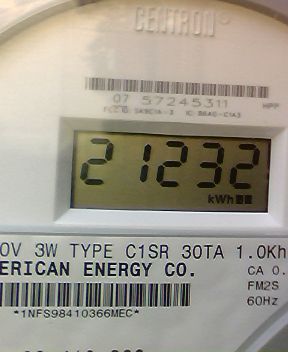 CENTRON
07 57245311 HPP
21232
kWh
0V 3W TYPE C1SR 30TA 1.0Kh
ERICAN ENERGY CO.
CA 0.
FM2S
60Hz
*1NFS98410366MEC*